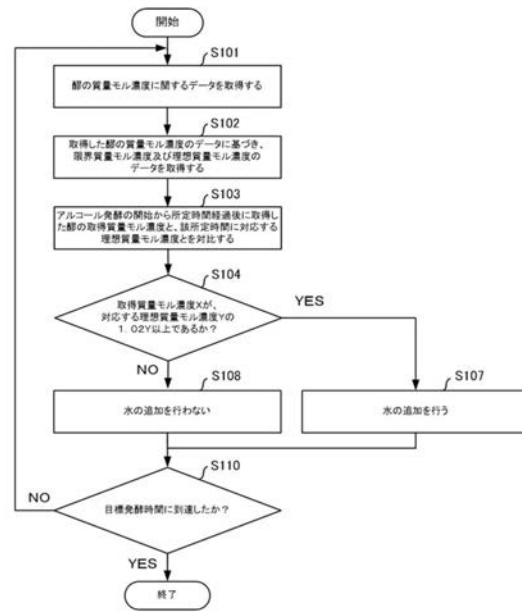 開始
S101
醪の質量モル濃度に関するデータを取得する
S102
取得した醪の質量モル濃度のデータに基づき、
限界質量モル濃度及び理想質量モル濃度の
データを取得する
S103
アルコール発酵の開始から所定時間経過後に取得し
た醪の取得質量モル濃度と、該所定時間に対応する
理想質量モル濃度とを対比する
S104
取得質量モル濃度Xが、
対応する理想質量モル濃度Yの
1.02Y以上であるか?
YES
NO
S108
水の追加を行わない
S107
水の追加を行う
S110
目標発酵時間に到達したか?
NO
YES
終了